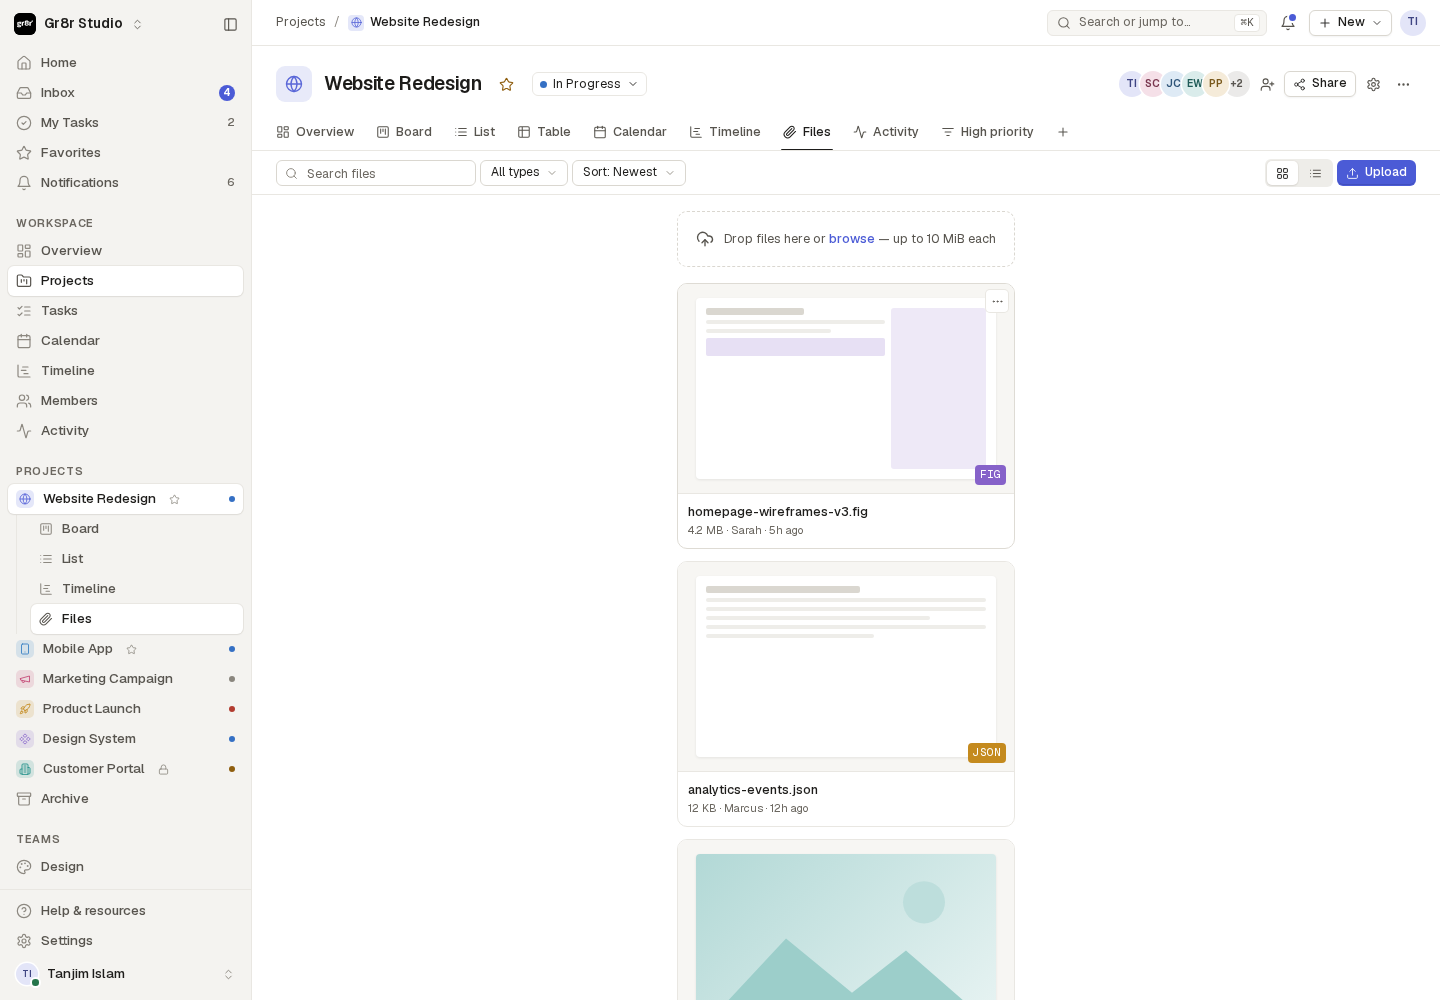 gr8r
Gr8r Studio
Home
Inbox
4
My Tasks
2
Favorites
Notifications
6
WORKSPACE
Overview
Projects
Tasks
Calendar
Timeline
Members
Activity
PROJECTS
Website Redesign
Board
List
Timeline
Files
Mobile App
Marketing Campaign
Product Launch
Design System
Customer Portal
Archive
TEAMS
Design
Help & resources
Settings
TI
Tanjim Islam
Projects / Website Redesign
Search or jump to...
⌘K
New
TI
Website Redesign
In Progress
TI SC JC EW PP +2
Share
Overview Board List Table Calendar Timeline Files Activity High priority
Search files
All types
Sort: Newest
Upload
Drop files here or browse — up to 10 MiB each
FIG
homepage-wireframes-v3.fig
4.2 MB · Sarah · 5h ago
JSON
analytics-events.json
12 KB · Marcus · 12h ago